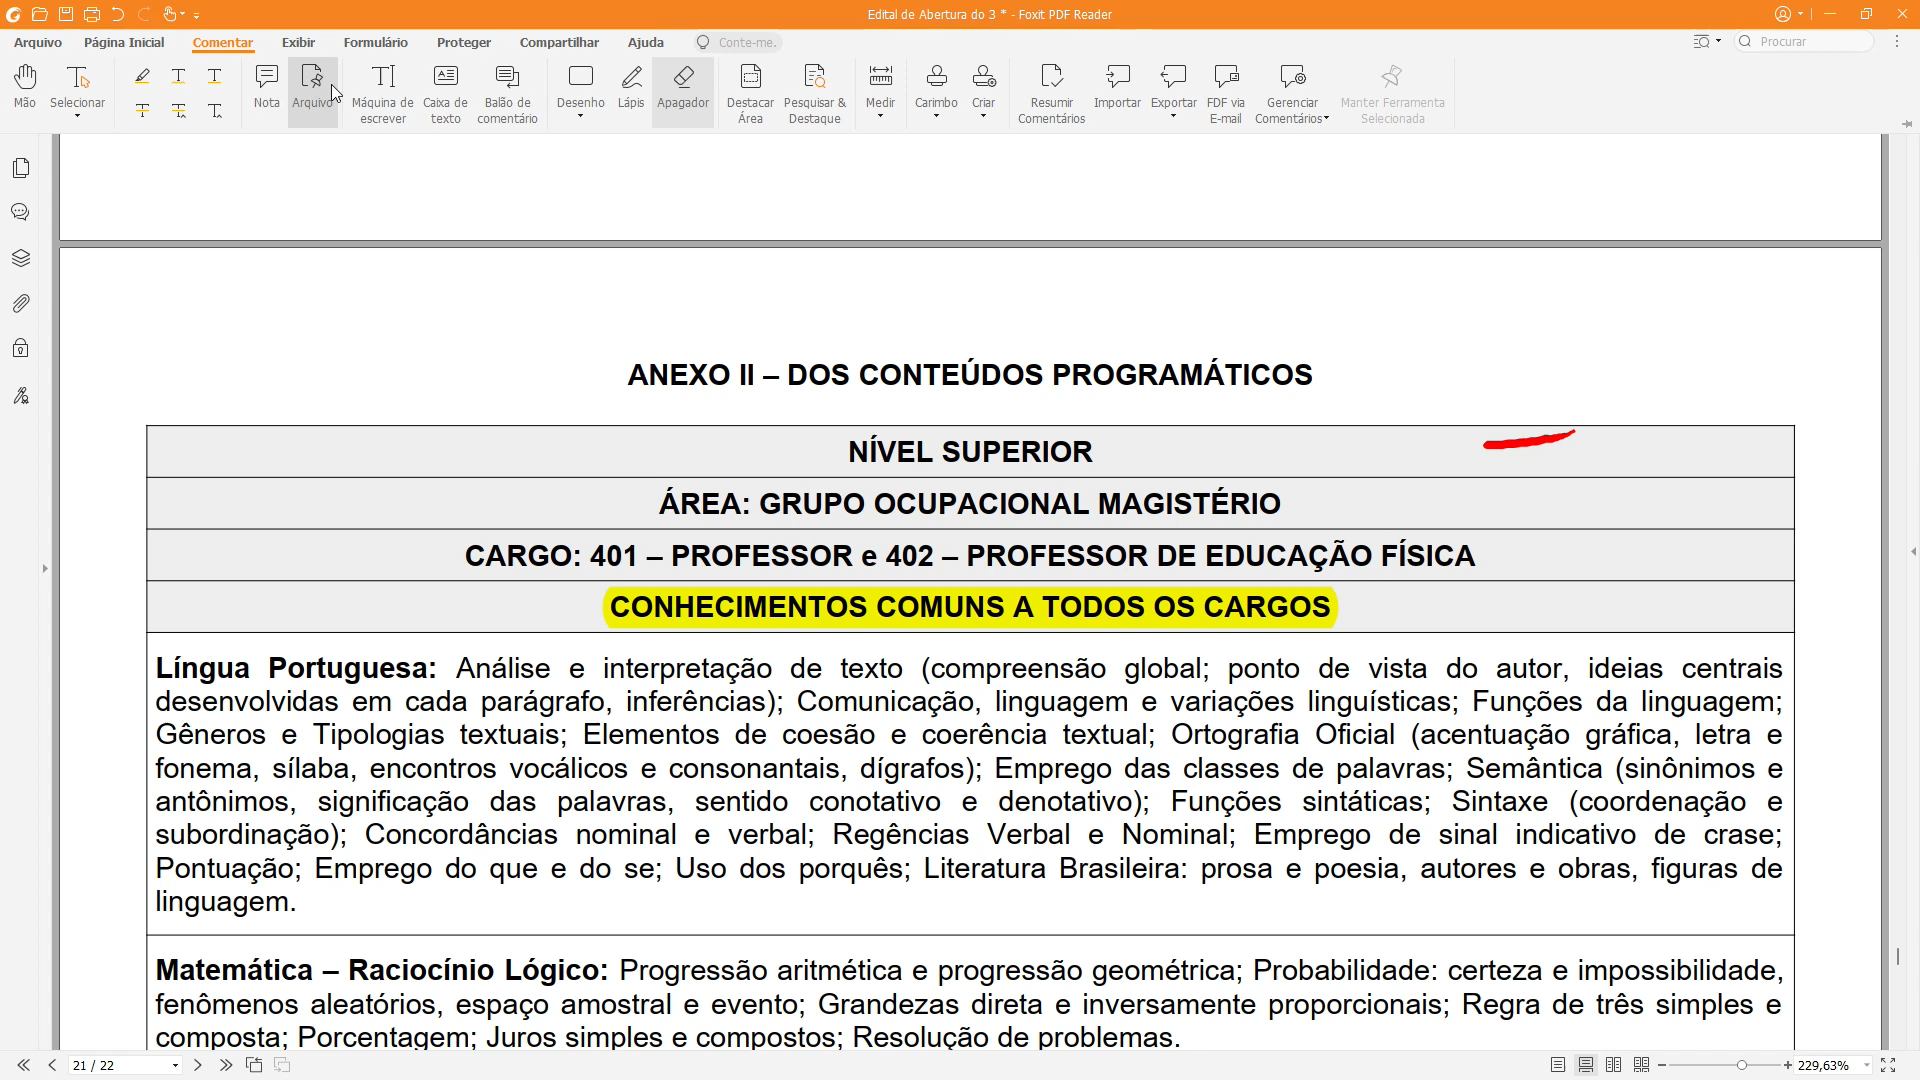 Edital de Abertura do 3 * - Foxit PDF Reader
Arquivo Página Inicial Comentar Exibir Formulário Proteger Compartilhar Ajuda Conte-me. Procurar
Mão Selecionar Nota Arquivo Máquina de escrever Caixa de texto Balão de comentário Desenho Lápis Apagador Destacar Área Pesquisar & Destaque Medir Carimbo Criar Resumir Comentários Importar Exportar FDF via E-mail Gerenciar Comentários Manter Ferramenta Selecionada
ANEXO II – DOS CONTEÚDOS PROGRAMÁTICOS
NÍVEL SUPERIOR
ÁREA: GRUPO OCUPACIONAL MAGISTÉRIO
CARGO: 401 – PROFESSOR e 402 – PROFESSOR DE EDUCAÇÃO FÍSICA
CONHECIMENTOS COMUNS A TODOS OS CARGOS
Língua Portuguesa: Análise e interpretação de texto (compreensão global; ponto de vista do autor, ideias centrais
desenvolvidas em cada parágrafo, inferências); Comunicação, linguagem e variações linguísticas; Funções da linguagem;
Gêneros e Tipologias textuais; Elementos de coesão e coerência textual; Ortografia Oficial (acentuação gráfica, letra e
fonema, sílaba, encontros vocálicos e consonantais, dígrafos); Emprego das classes de palavras; Semântica (sinônimos e
antônimos, significação das palavras, sentido conotativo e denotativo); Funções sintáticas; Sintaxe (coordenação e
subordinação); Concordâncias nominal e verbal; Regências Verbal e Nominal; Emprego de sinal indicativo de crase;
Pontuação; Emprego do que e do se; Uso dos porquês; Literatura Brasileira: prosa e poesia, autores e obras, figuras de
linguagem.
Matemática – Raciocínio Lógico: Progressão aritmética e progressão geométrica; Probabilidade: certeza e impossibilidade,
fenômenos aleatórios, espaço amostral e evento; Grandezas direta e inversamente proporcionais; Regra de três simples e
composta; Porcentagem; Juros simples e compostos; Resolução de problemas.
21 / 22 229,63%